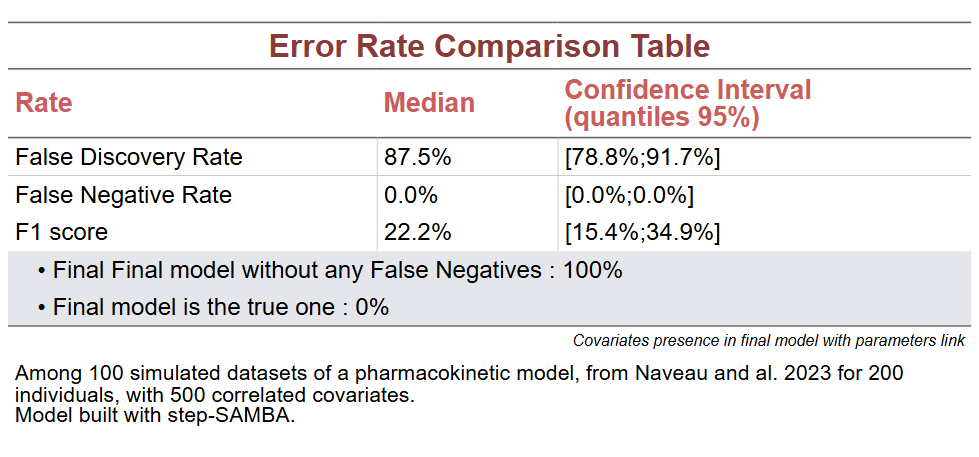 Error Rate Comparison Table
Rate Median Confidence Interval (quantiles 95%)
False Discovery Rate 87.5% [78.8%;91.7%]
False Negative Rate 0.0% [0.0%;0.0%]
F1 score 22.2% [15.4%;34.9%]
• Final Final model without any False Negatives : 100%
• Final model is the true one : 0%
Covariates presence in final model with parameters link
Among 100 simulated datasets of a pharmacokinetic model, from Naveau and al. 2023 for 200
individuals, with 500 correlated covariates.
Model built with step-SAMBA.